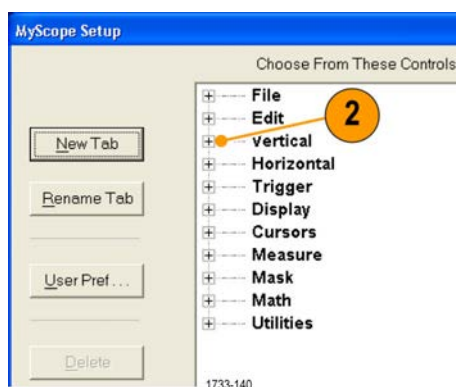 MyScope Setup
Choose From These Controls
File
Edit
2
Vertical
New Tab
Horizontal
Trigger
Rename Tab
Display
Cursors
Measure
User Pref...
Mask
Math
Utilities
Delete
1733-140